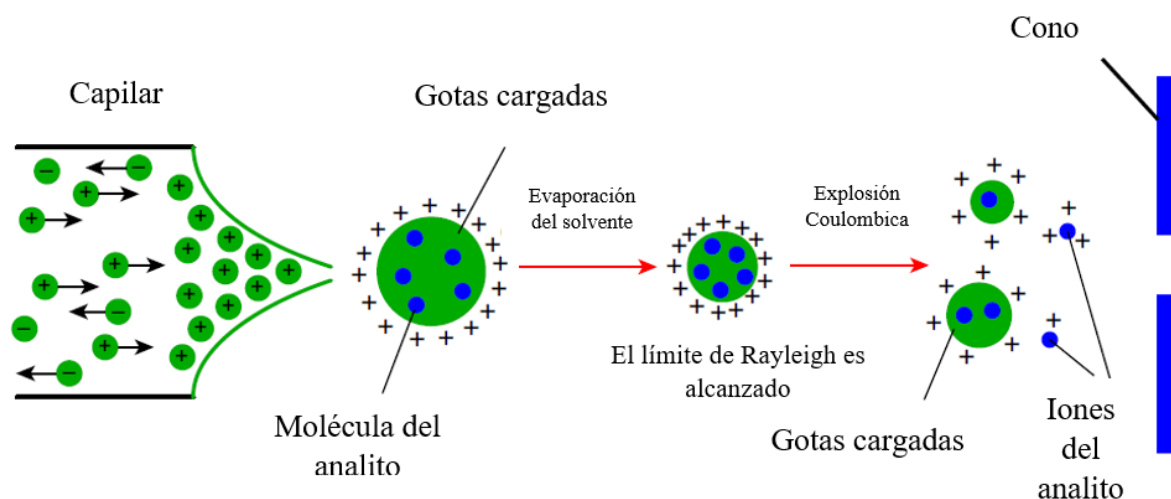 Cono
Capilar
Gotas cargadas
Evaporación
del solvente
Explosión
Coulombica
El límite de Rayleigh es
alcanzado
Molécula del
analito
Gotas cargadas
Iones
del
analito